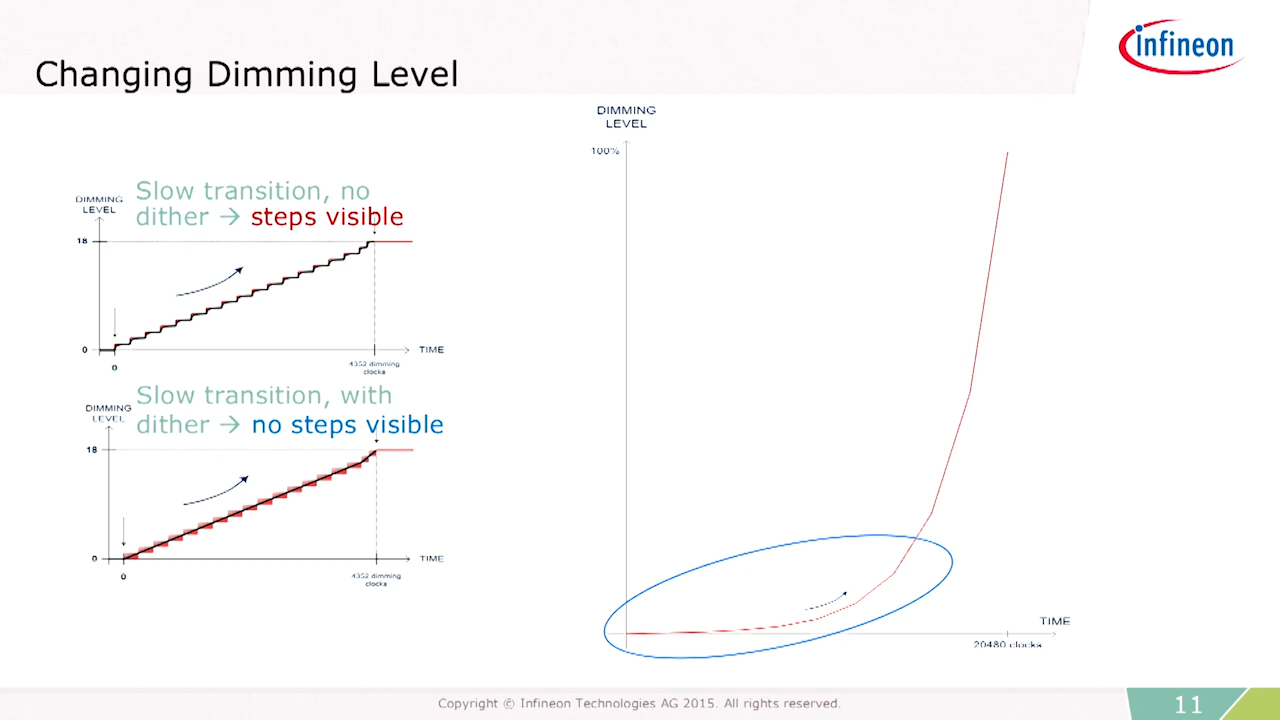 Changing Dimming Level
infineon
Slow transition, no
dither → steps visible
DIMMING
LEVEL
18
0
0
TIME
4352 dimming
clocks
Slow transition, with
dither → no steps visible
DIMMING
LEVEL
18
0
0
TIME
4352 dimming
clocks
DIMMING
LEVEL
100%
TIME
20480 clocks
Copyright © Infineon Technologies AG 2015. All rights reserved.
11